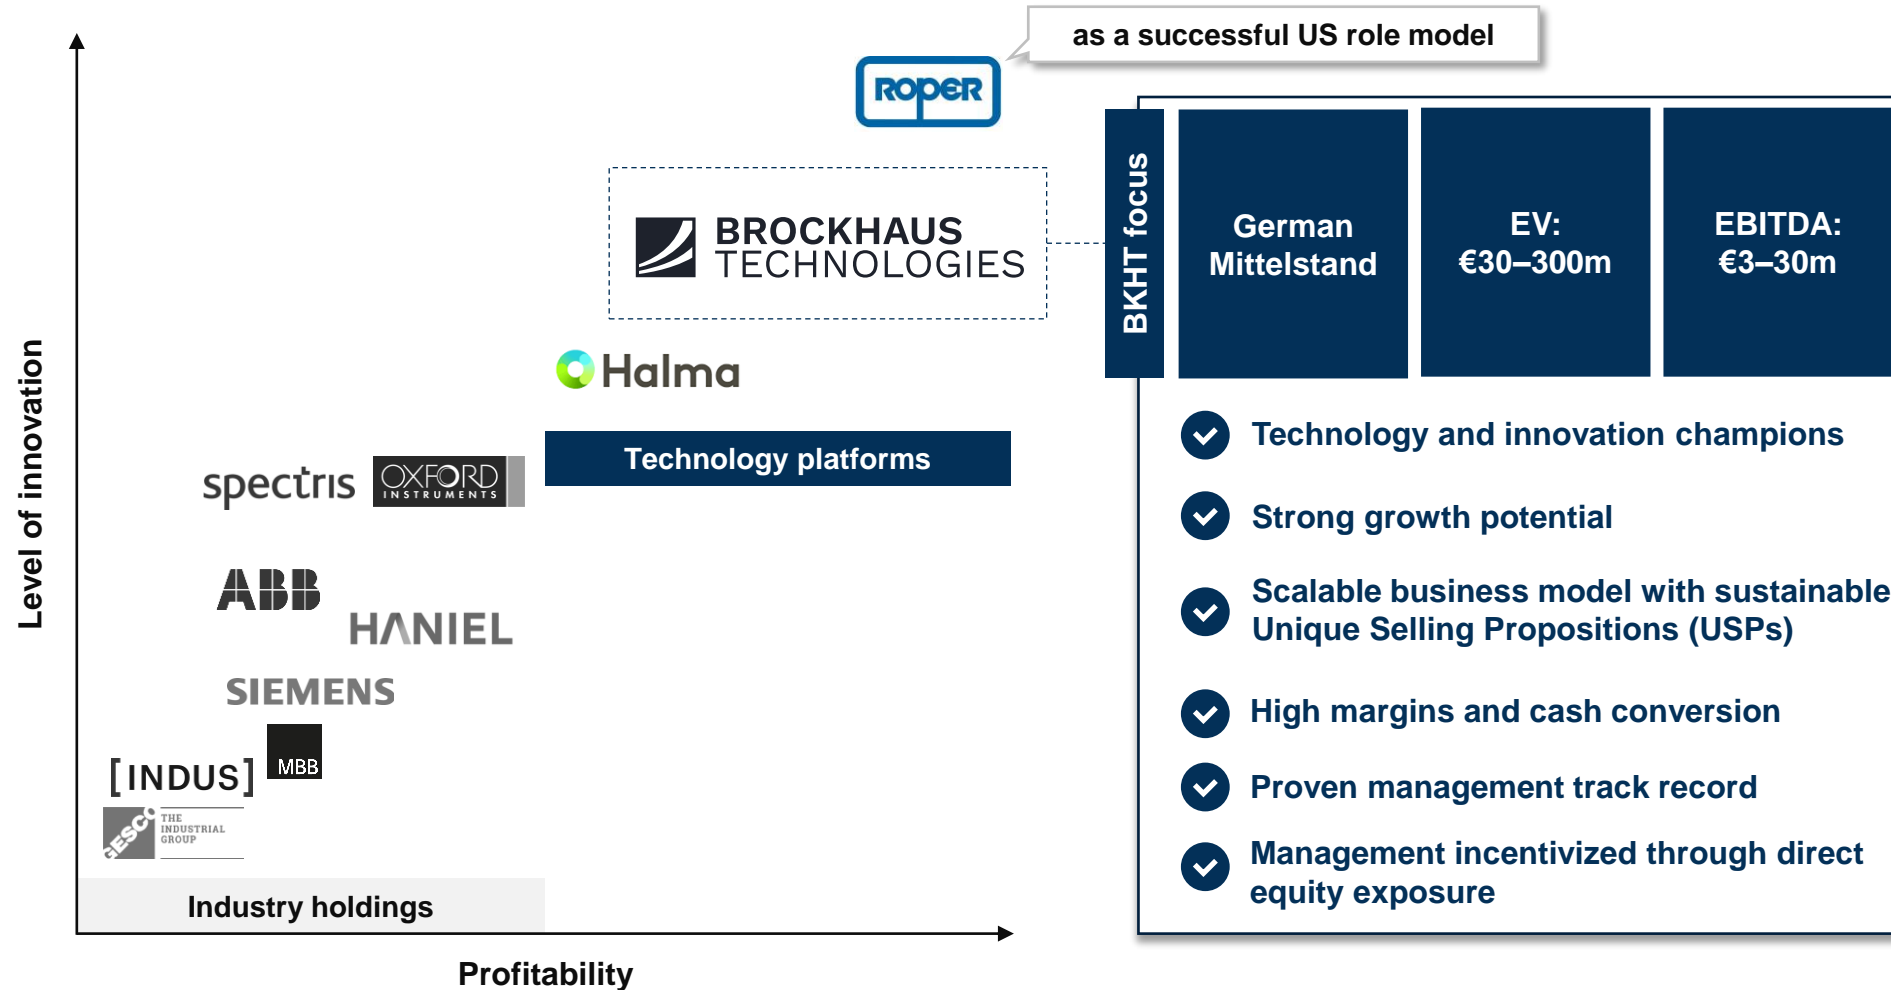 as a successful US role model
ROPER
BROCKHAUS
TECHNOLOGIES
BKHT focus
German
Mittelstand
EV:
€30–300m
EBITDA:
€3–30m
Halma
Technology platforms
spectris
OXFORD
INSTRUMENTS
ABB
HANIEL
SIEMENS
MBB
[INDUS]
GESCO
THE
INDUSTRIAL
GROUP
Industry holdings
Level of innovation
Profitability
Technology and innovation champions
Strong growth potential
Scalable business model with sustainable
Unique Selling Propositions (USPs)
High margins and cash conversion
Proven management track record
Management incentivized through direct
equity exposure